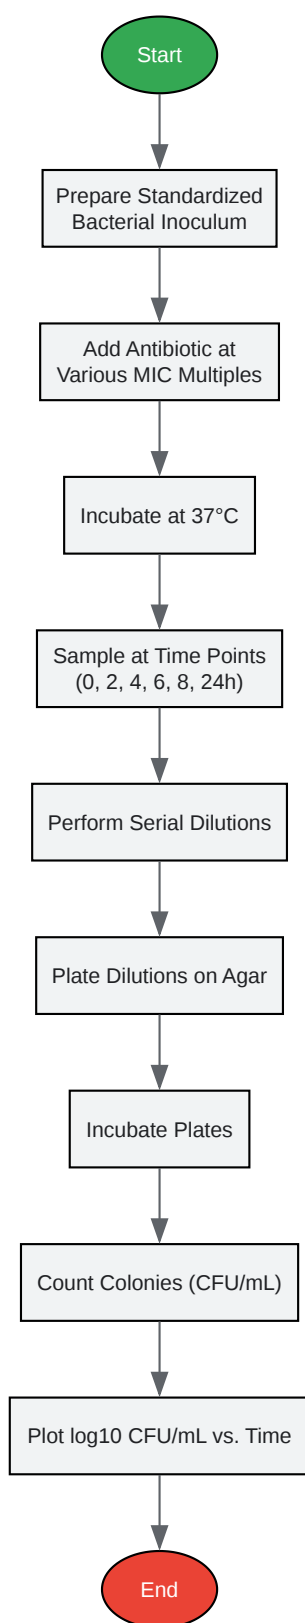 Start
Prepare Standardized
Bacterial Inoculum
Add Antibiotic at
Various MIC Multiples
Incubate at 37°C
Sample at Time Points
(0, 2, 4, 6, 8, 24h)
Perform Serial Dilutions
Plate Dilutions on Agar
Incubate Plates
Count Colonies (CFU/mL)
Plot log10 CFU/mL vs. Time
End